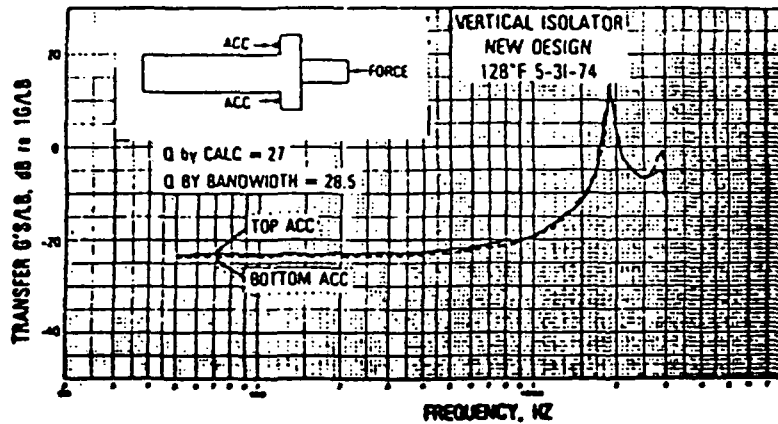 VERTICAL ISOLATOR
NEW DESIGN
128°F 5-31-74
ACC
FORCE
ACC
Q by CALC = 27
Q BY BANDWIDTH = 28.5
TOP ACC
BOTTOM ACC
20
0
-20
-40
TRANSFER G'S/LB, dB re 1G/LB
FREQUENCY, HZ